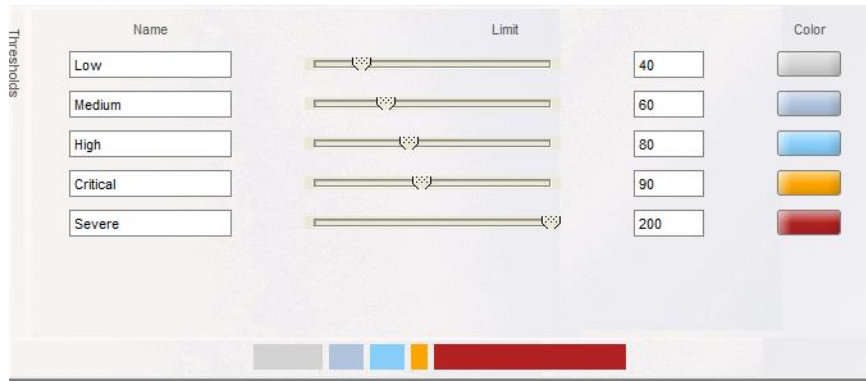 Thresholds
Name Limit Color
Low 40
Medium 60
High 80
Critical 90
Severe 200